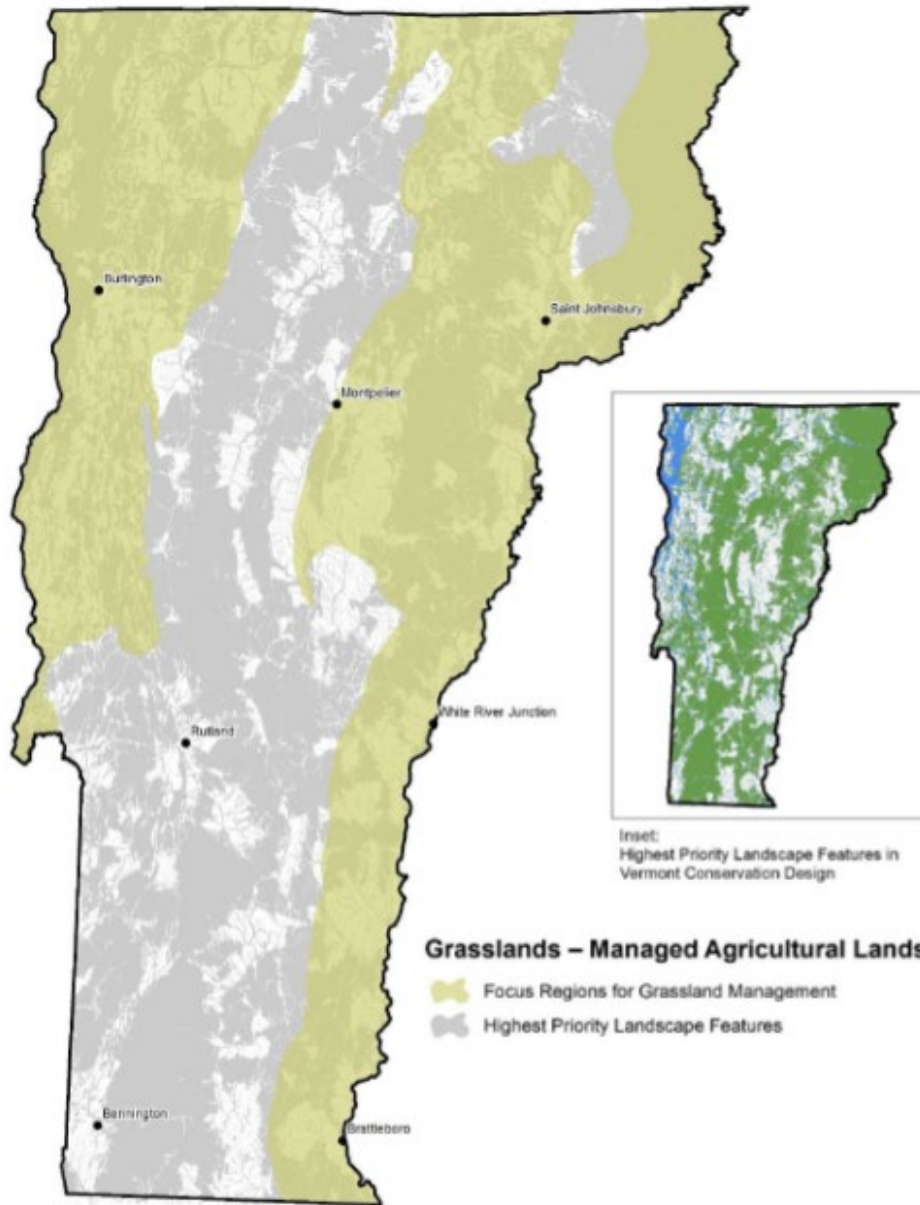 Burlington
Saint Johnsbury
Montpelier
White River Junction
Rutland
Inset:
Highest Priority Landscape Features in
Vermont Conservation Design
Grasslands – Managed Agricultural Lands
Focus Regions for Grassland Management
Highest Priority Landscape Features
Bennington
Brattleboro